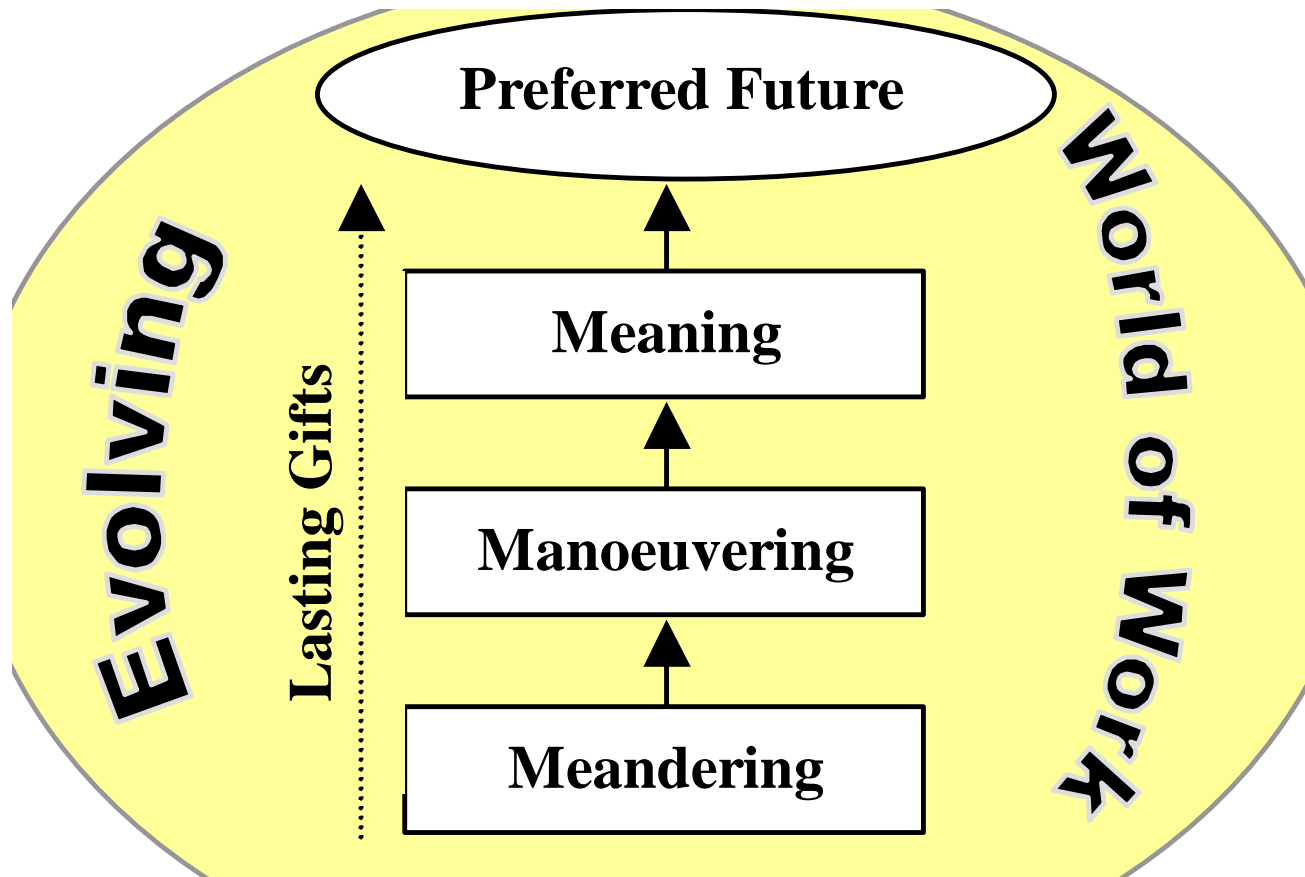 Preferred Future
Evolving
World of Work
Lasting Gifts
Meaning
Manoeuvering
Meandering